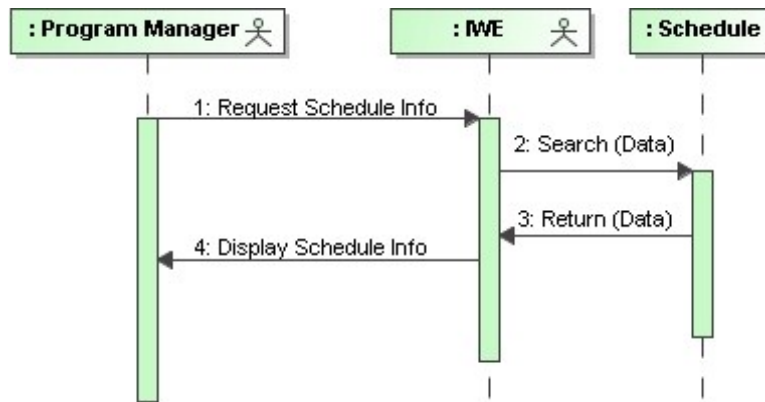 : Program Manager
: IWE
: Schedule
1: Request Schedule Info
2: Search (Data)
3: Return (Data)
4: Display Schedule Info